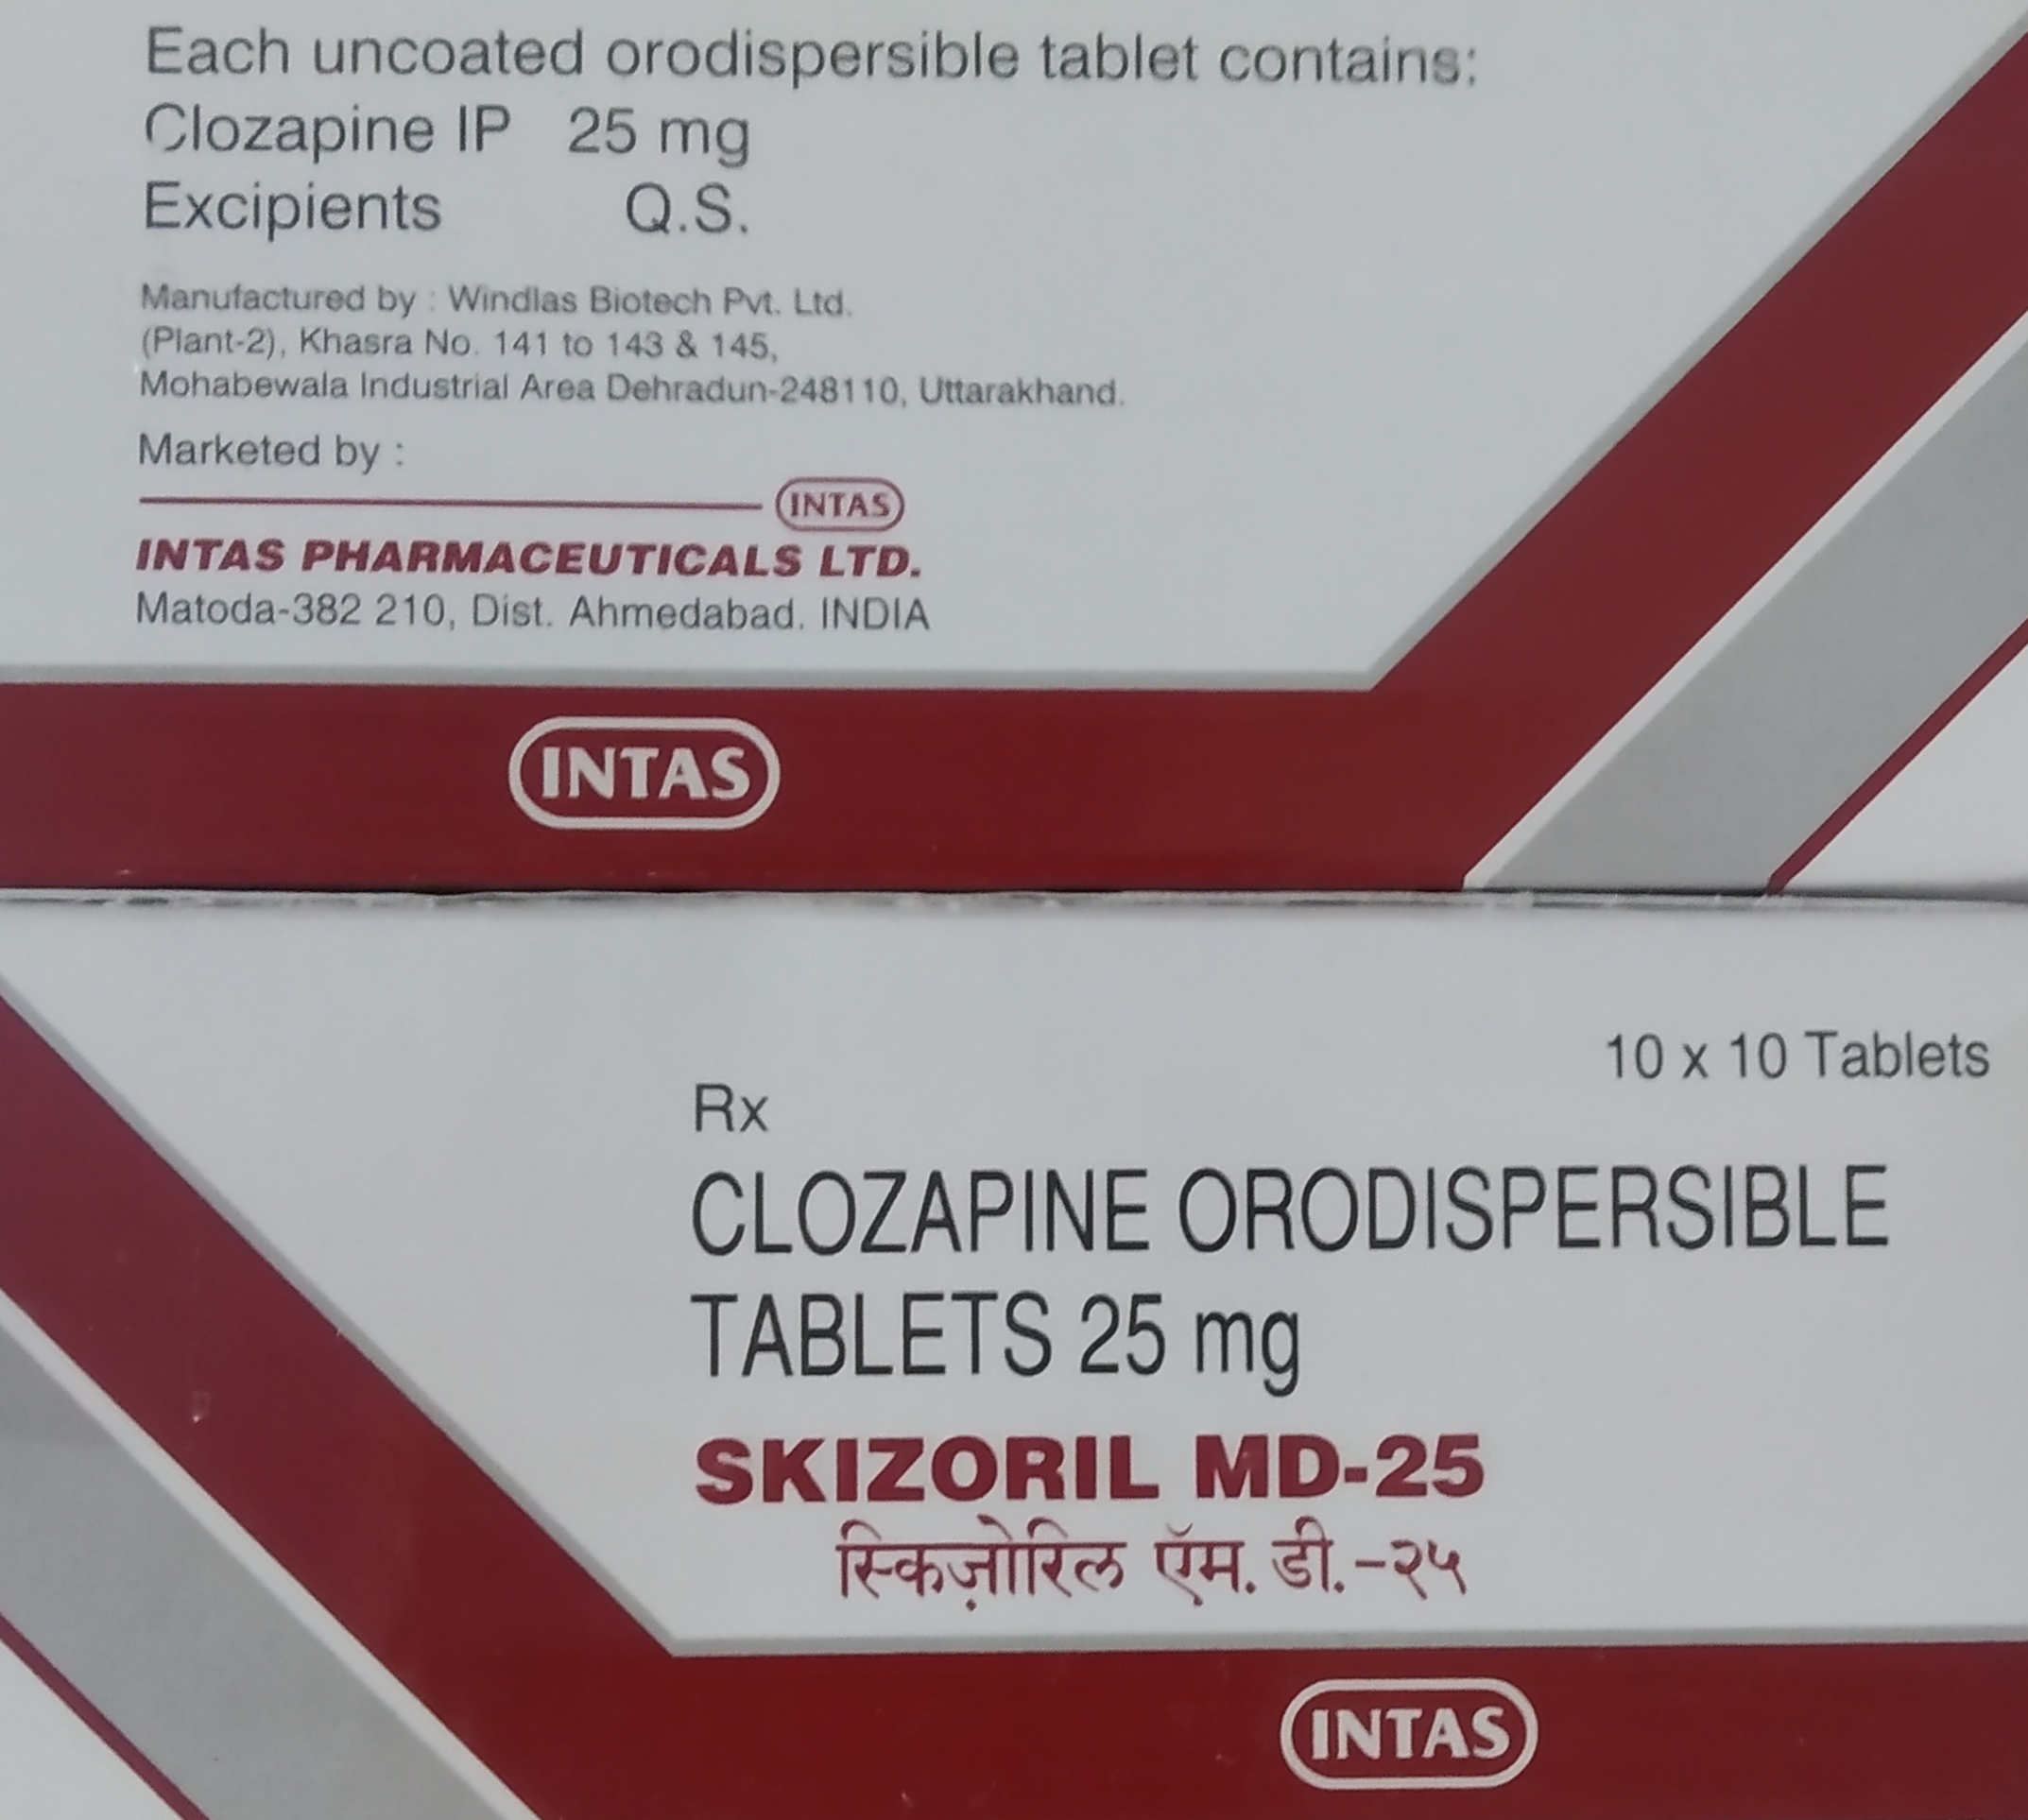 Each uncoated orodispersible tablet contains:
Clozapine IP 25 mg
Excipients Q.S.
Manufactured by : Windlas Biotech Pvt. Ltd.
(Plant-2), Khasra No. 141 to 143 & 145,
Mohabewala Industrial Area Dehradun-248110, Uttarakhand.
Marketed by :
INTAS
INTAS PHARMACEUTICALS LTD.
Matoda-382 210, Dist. Ahmedabad. INDIA
INTAS
10 x 10 Tablets
Rx
CLOZAPINE ORODISPERSIBLE
TABLETS 25 mg
SKIZORIL MD-25
स्किज़ोरिल ऍम. डी.-२५
INTAS